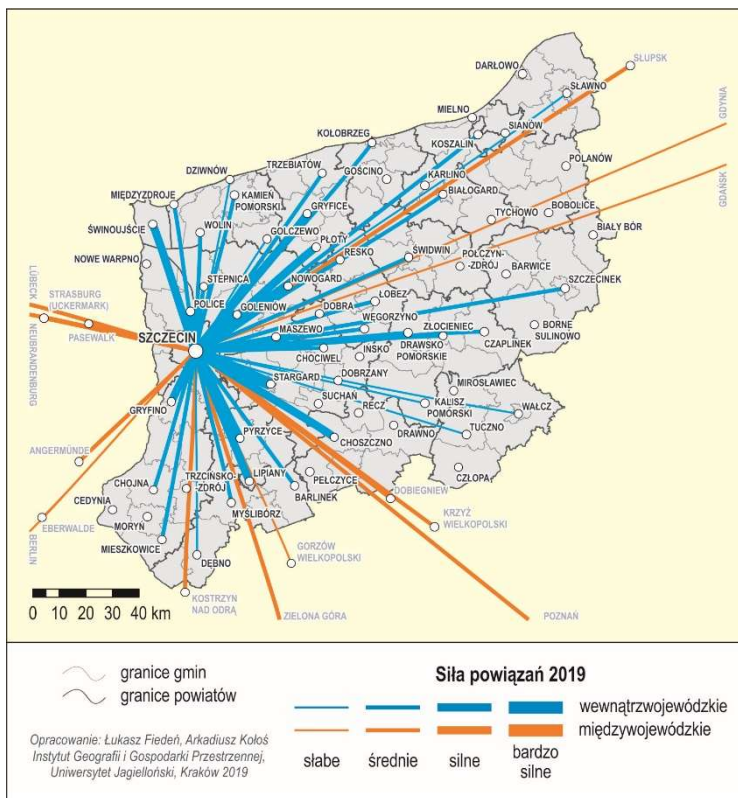 SŁUPSK
DARŁOWO
SŁAWNO
GDYNIA
MIELNO
SIANÓW
KOSZALIN
KOŁOBRZEG
POLANÓW
TRZEBIATÓW
GOŚCINO
DZIWNÓW
KARLINO
GDAŃSK
MIĘDZYZDROJE
KAMIEŃ
POMORSKI
BIAŁOGARD
GRYFICE
TYCHOWO
BOBOLICE
ŚWINOUJŚCIE
WOLIN
GOLCZEWO
BIAŁY BÓR
PŁOTY
NOWE WARPNO
RESKO
ŚWIDWIN
POŁCZYN-
-ZDRÓJ
BARWICE
LÜBECK
STRASBURG
(UCKERMARK)
STEPNICA
NOWOGARD
SZCZECINEK
ŁOBEZ
POLICE
GOLENIÓW
DOBRA
WĘGORZYNO
SZCZECIN
MASZEWO
ZŁOCIENIEC
BORNE
SULINOWO
NEUBRANDENBURG
PASEWALK
CHOCIWEL
IŃSKO
DRAWSKO
POMORSKIE
CZAPLINEK
STARGARD
DOBRZANY
MIROSŁAWIEC
GRYFINO
SUCHAŃ
RECZ
KALISZ
POMORSKI
WAŁCZ
PYRZYCE
CHOSZCZNO
DRAWNO
TUCZNO
ANGERMÜNDE
CHOJNA
TRZCIŃSKO-
-ZDRÓJ
LIPIANY
PEŁCZYCE
CZŁOPA
CEDYNIA
BARLINEK
DOBIEGNIEW
MORYŃ
MYŚLIBÓRZ
KRZYŻ
WIELKOPOLSKI
EBERWALDE
MIESZKOWICE
BERLIN
DĘBNO
GORZÓW
WIELKOPOLSKI
0 10 20 30 40 km
KOSTRZYN
NAD ODRĄ
ZIELONA GÓRA
POZNAŃ
granice gmin
granice powiatów
Siła powiązań 2019
wewnątrzwojewódzkie
międzywojewódzkie
słabe
średnie
silne
bardzo
silne
Opracowanie: Łukasz Fiedeń, Arkadiusz Kołoś
Instytut Geografii i Gospodarki Przestrzennej,
Uniwersytet Jagielloński, Kraków 2019